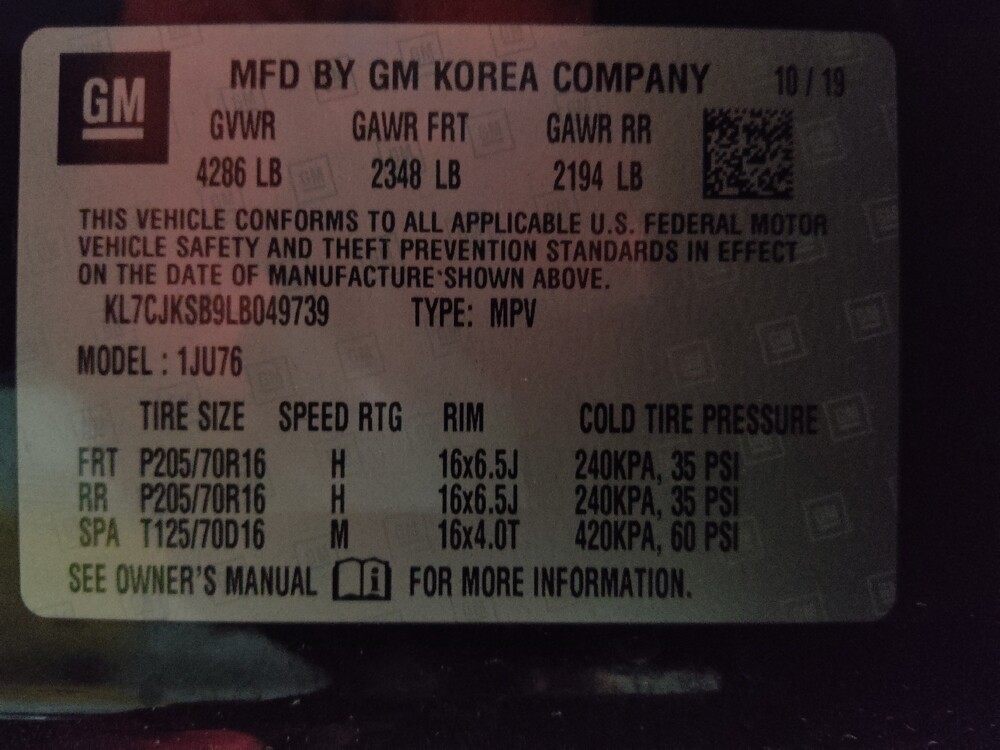 GM
MFD BY GM KOREA COMPANY 10 / 19
GVWR GAWR FRT GAWR RR
4286 LB 2348 LB 2194 LB
THIS VEHICLE CONFORMS TO ALL APPLICABLE U.S. FEDERAL MOTOR
VEHICLE SAFETY AND THEFT PREVENTION STANDARDS IN EFFECT
ON THE DATE OF MANUFACTURE SHOWN ABOVE.
KL7CJKSB9LB049739 TYPE: MPV
MODEL : 1JU76
TIRE SIZE SPEED RTG RIM COLD TIRE PRESSURE
FRT P205/70R16 H 16x6.5J 240KPA, 35 PSI
RR P205/70R16 H 16x6.5J 240KPA, 35 PSI
SPA T125/70D16 M 16x4.0T 420KPA, 60 PSI
SEE OWNER'S MANUAL i FOR MORE INFORMATION.